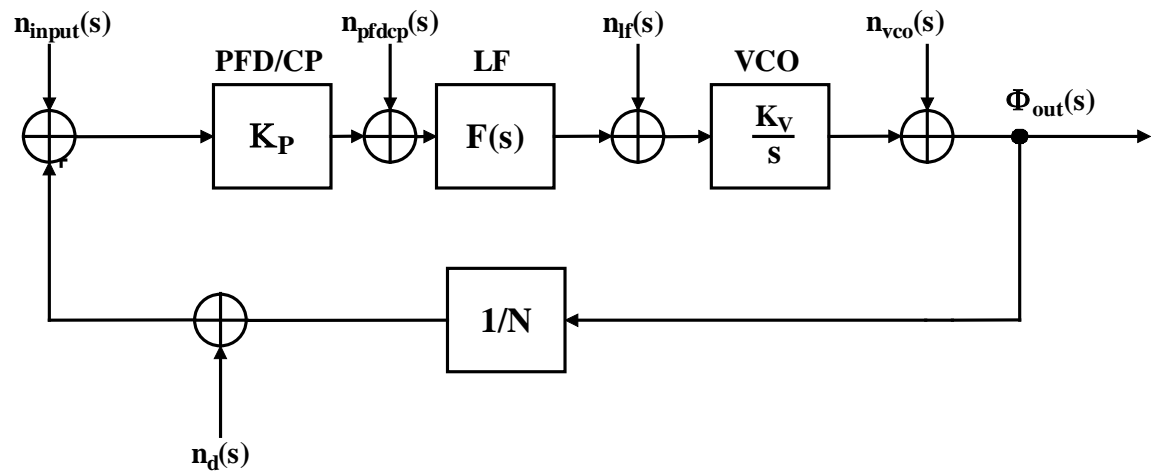 n_input(s)
n_pfdcp(s)
n_lf(s)
n_vco(s)
PFD/CP
LF
VCO
Φ_out(s)
K_P
F(s)
K_V
s
1/N
n_d(s)